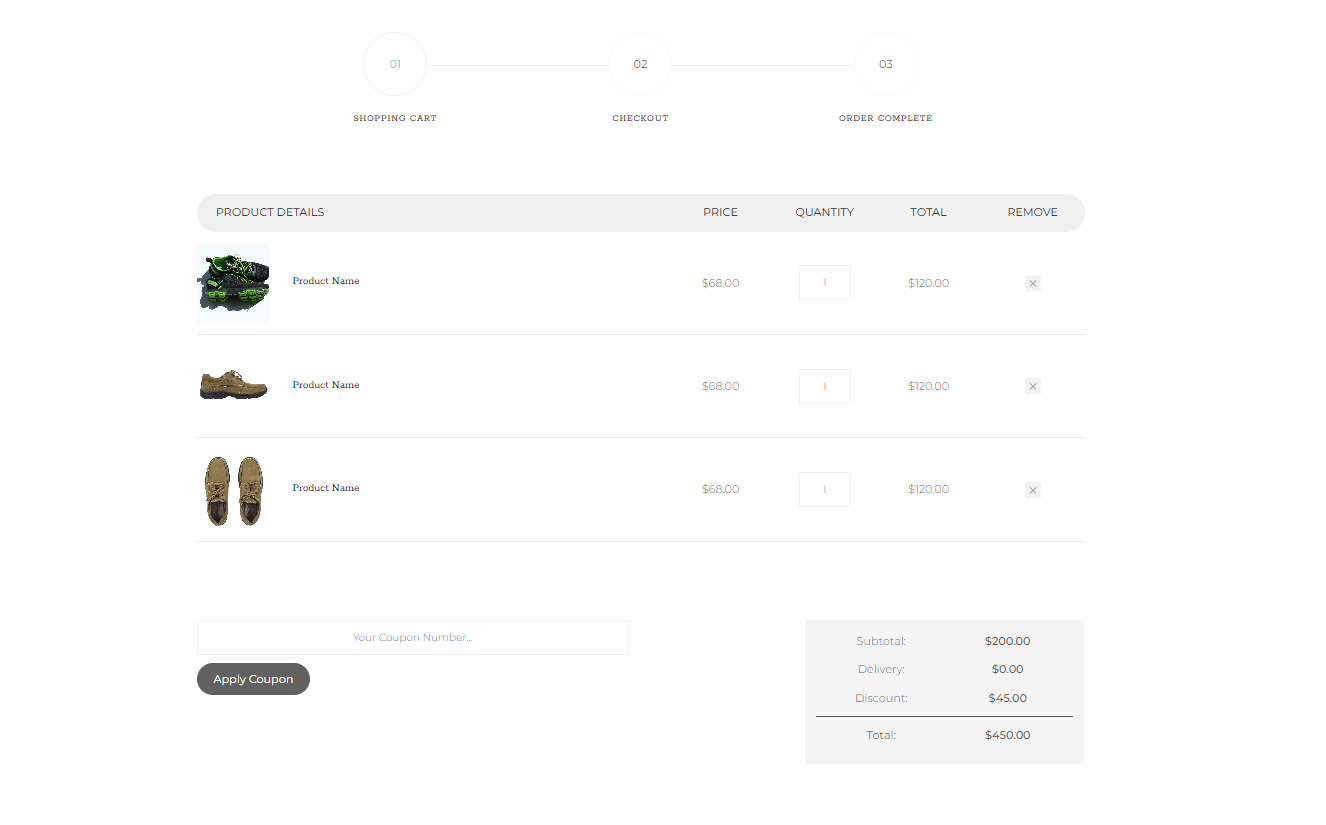 01 02 03
SHOPPING CART CHECKOUT ORDER COMPLETE
PRODUCT DETAILS PRICE QUANTITY TOTAL REMOVE
Product Name $68.00 1 $120.00 ×
Product Name $68.00 1 $120.00 ×
Product Name $68.00 1 $120.00 ×
Your Coupon Number...
Apply Coupon
Subtotal: $200.00
Delivery: $0.00
Discount: $45.00
Total: $450.00